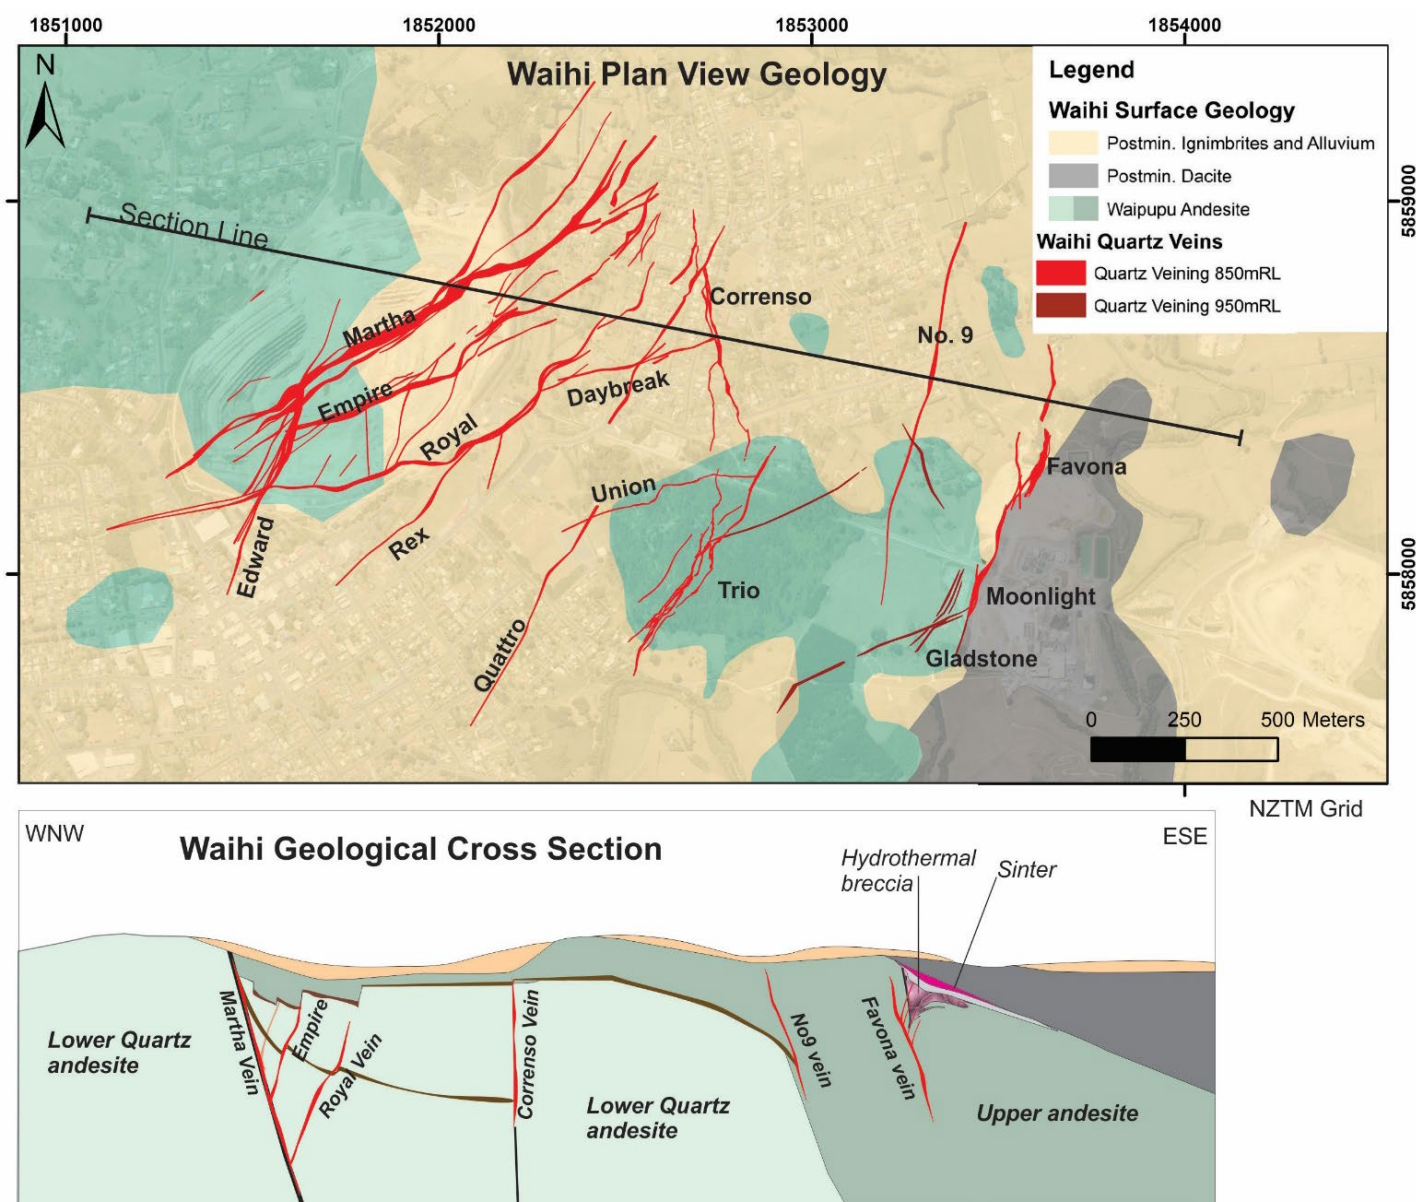 1851000
1852000
1853000
1854000
N
Waihi Plan View Geology
Legend
Waihi Surface Geology
Postmin. Ignimbrites and Alluvium
Postmin. Dacite
Waipupu Andesite
Waihi Quartz Veins
Quartz Veining 850mRL
Quartz Veining 950mRL
5859000
Section Line
Correnso
Martha
No. 9
Empire
Daybreak
Royal
Favona
Union
Rex
Edward
5858000
Trio
Moonlight
Quattro
Gladstone
0 250 500 Meters
NZTM Grid
WNW
ESE
Waihi Geological Cross Section
Hydrothermal
breccia
Sinter
Lower Quartz
andesite
Martha Vein
Empire
Royal Vein
Correnso Vein
Lower Quartz
andesite
No9 vein
Favona vein
Upper andesite